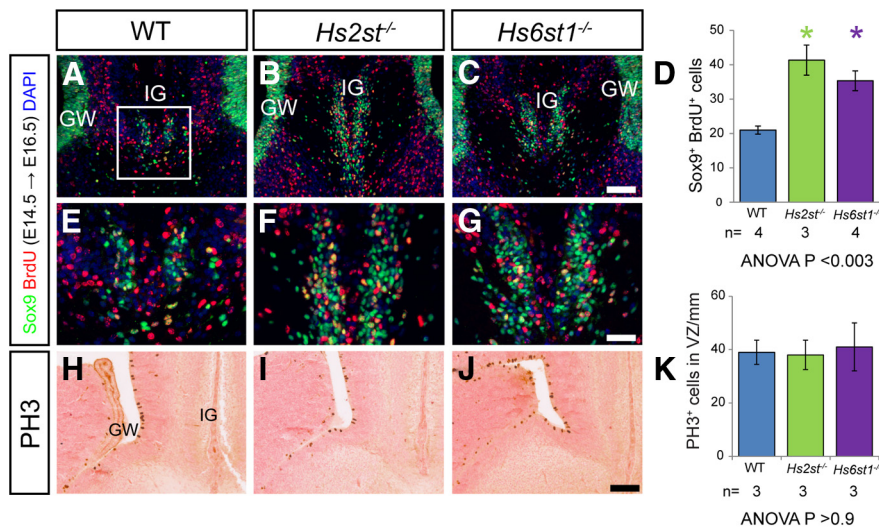 WT
Hs2st-/-
Hs6st1-/-
Sox9 BrdU (E14.5 → E16.5) DAPI
A
GW
IG
B
GW
IG
C
IG
GW
E
F
G
PH3
H
GW
IG
I
J
D
Sox9+ BrdU+ cells
50
40
30
20
10
0
*
*
WT
Hs2st-/-
Hs6st1-/-
n= 4 3 4
ANOVA P <0.003
K
PH3+ cells in VZ/mm
60
40
20
0
WT
Hs2st-/-
Hs6st1-/-
n= 3 3 3
ANOVA P >0.9